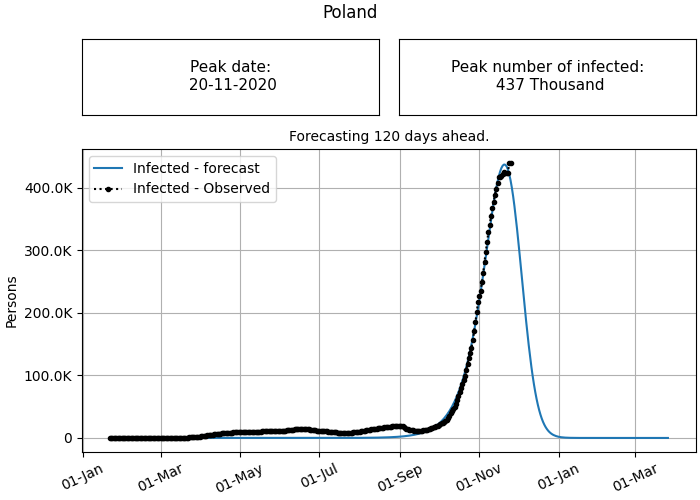 Poland
Peak date:
20-11-2020
Peak number of infected:
437 Thousand
Forecasting 120 days ahead.
Infected - forecast
Infected - Observed
Persons
400.0K
300.0K
200.0K
100.0K
0
01-Jan
01-Mar
01-May
01-Jul
01-Sep
01-Nov
01-Jan
01-Mar